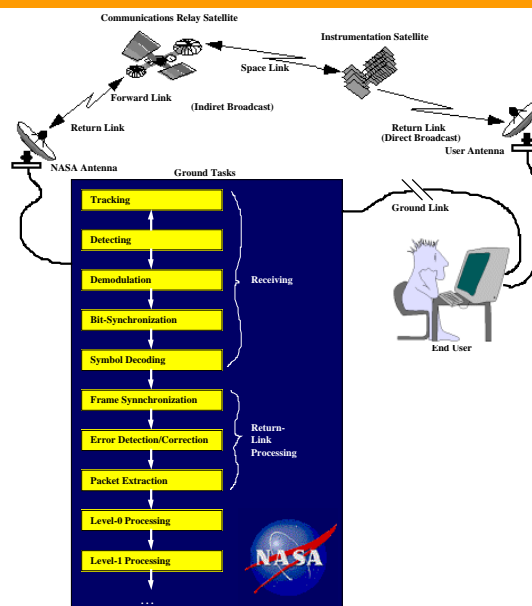 Communications Relay Satellite
Instrumentation Satellite
Space Link
Forward Link
(Indiret Broadcast)
Return Link
Return Link
(Direct Broadcast)
User Antenna
NASA Antenna
Ground Tasks
Tracking
Ground Link
Detecting
Demodulation
Receiving
Bit-Synchronization
End User
Symbol Decoding
Frame Synnchronization
Return-
Link
Processing
Error Detection/Correction
Packet Extraction
Level-0 Processing
NASA
Level-1 Processing
...